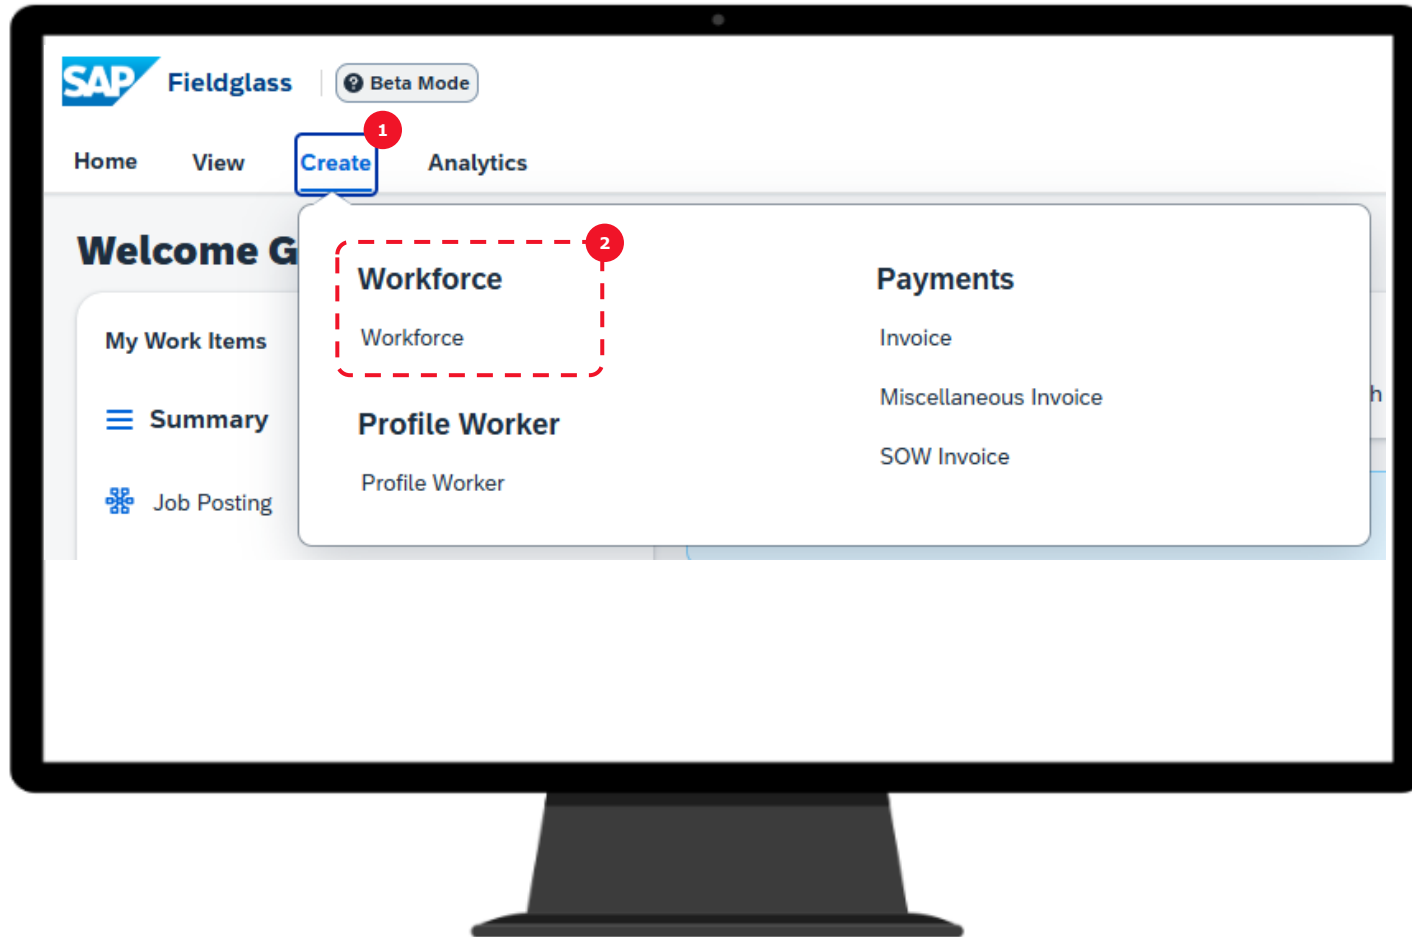 SAP Fieldglass ? Beta Mode
1
Home View Create Analytics
Welcome G
2
Workforce
Workforce
Profile Worker
Profile Worker
Payments
Invoice
Miscellaneous Invoice
SOW Invoice
My Work Items
Summary
Job Posting
h